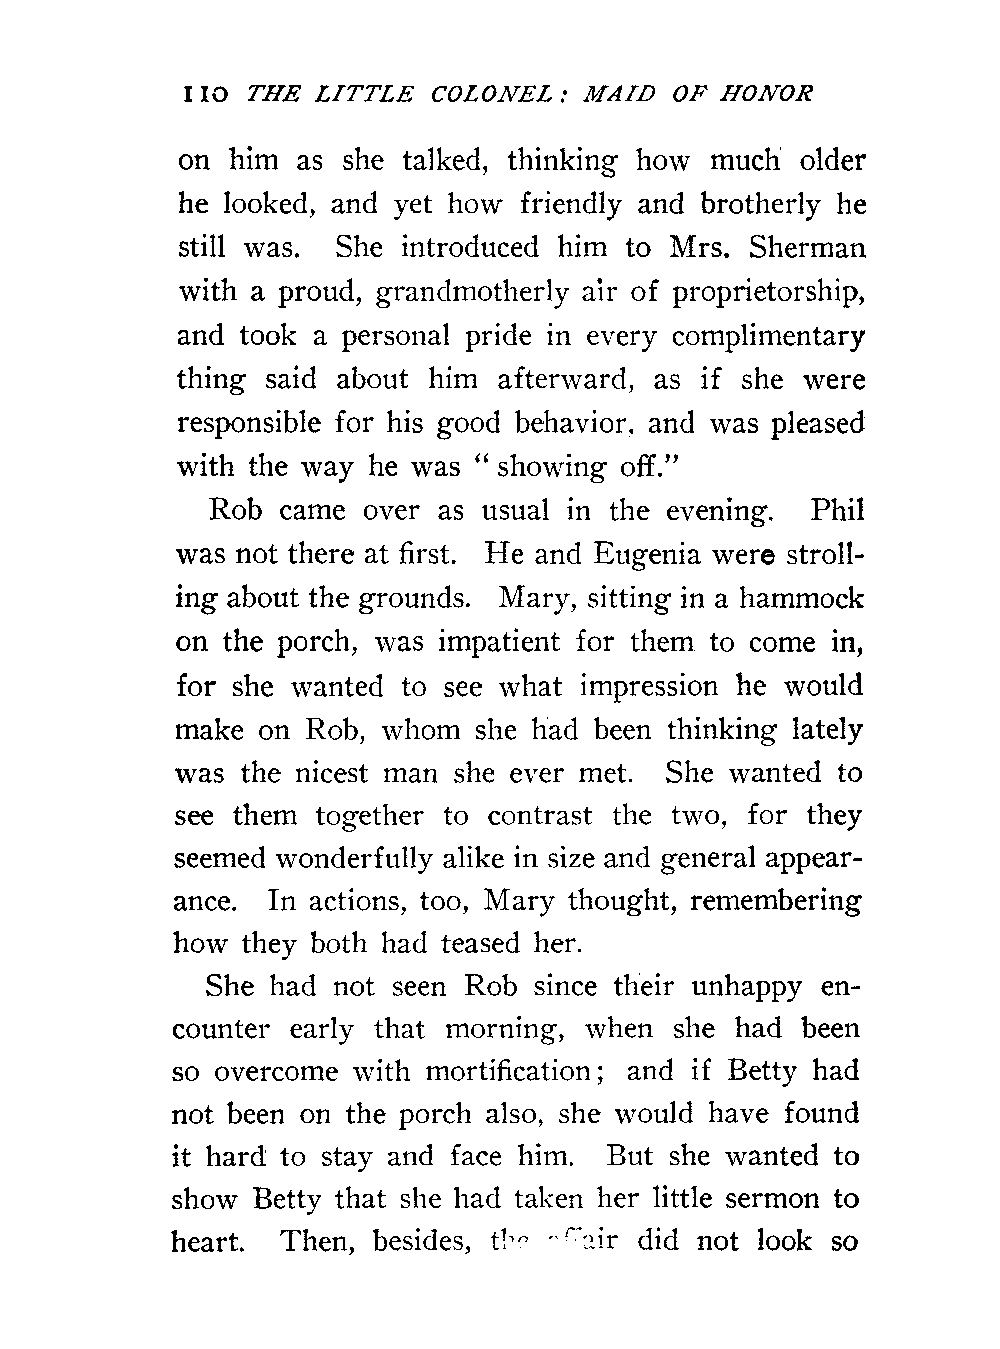 110 THE LITTLE COLONEL: MAID OF HONOR
on him as she talked, thinking how much older
he looked, and yet how friendly and brotherly he
still was. She introduced him to Mrs. Sherman
with a proud, grandmotherly air of proprietorship,
and took a personal pride in every complimentary
thing said about him afterward, as if she were
responsible for his good behavior, and was pleased
with the way he was “ showing off.”
Rob came over as usual in the evening. Phil
was not there at first. He and Eugenia were stroll-
ing about the grounds. Mary, sitting in a hammock
on the porch, was impatient for them to come in,
for she wanted to see what impression he would
make on Rob, whom she had been thinking lately
was the nicest man she ever met. She wanted to
see them together to contrast the two, for they
seemed wonderfully alike in size and general appear-
ance. In actions, too, Mary thought, remembering
how they both had teased her.
She had not seen Rob since their unhappy en-
counter early that morning, when she had been
so overcome with mortification; and if Betty had
not been on the porch also, she would have found
it hard to stay and face him. But she wanted to
show Betty that she had taken her little sermon to
heart. Then, besides, the affair did not look so